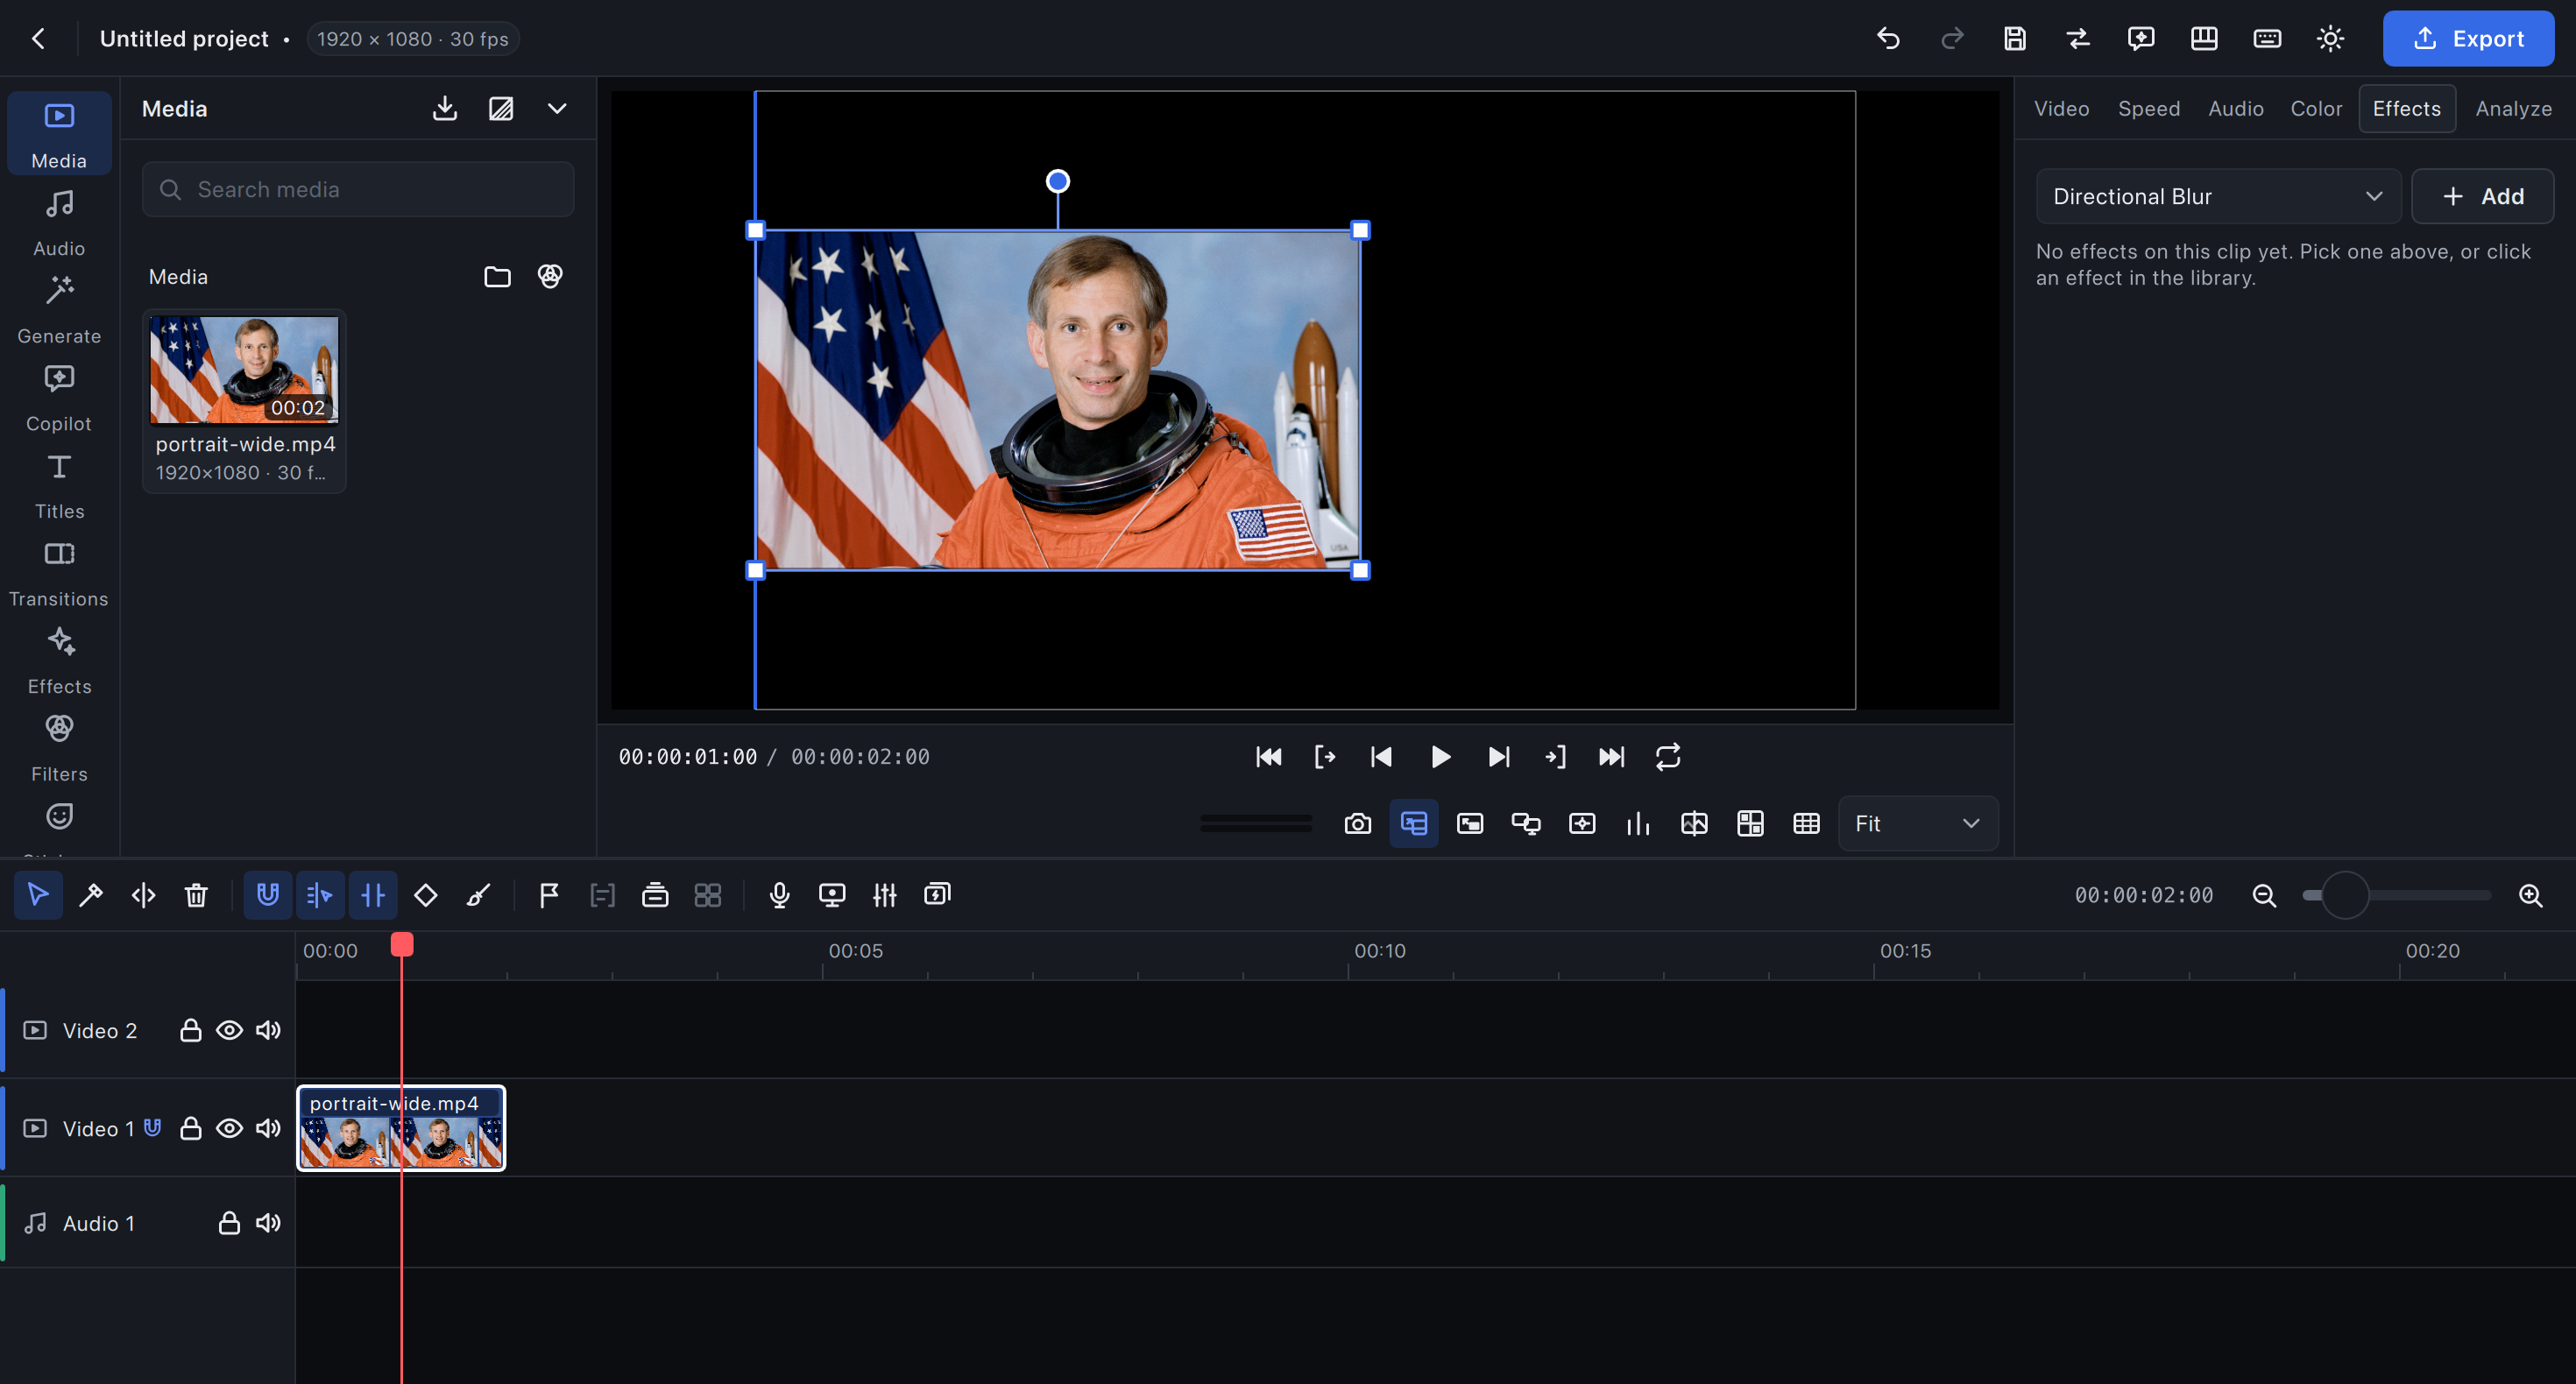 Untitled project •
1920 × 1080 · 30 fps
Export
Media
Audio
Generate
Copilot
Titles
Transitions
Effects
Filters
Media
Search media
Media
00:02
portrait-wide.mp4
1920×1080 · 30 f...
USA
00:00:01:00 / 00:00:02:00
Fit
Video Speed Audio Color Effects Analyze
Directional Blur
Add
No effects on this clip yet. Pick one above, or click
an effect in the library.
00:00:02:00
00:00 00:05 00:10 00:15 00:20
Video 2
Video 1
portrait-wide.mp4
Audio 1